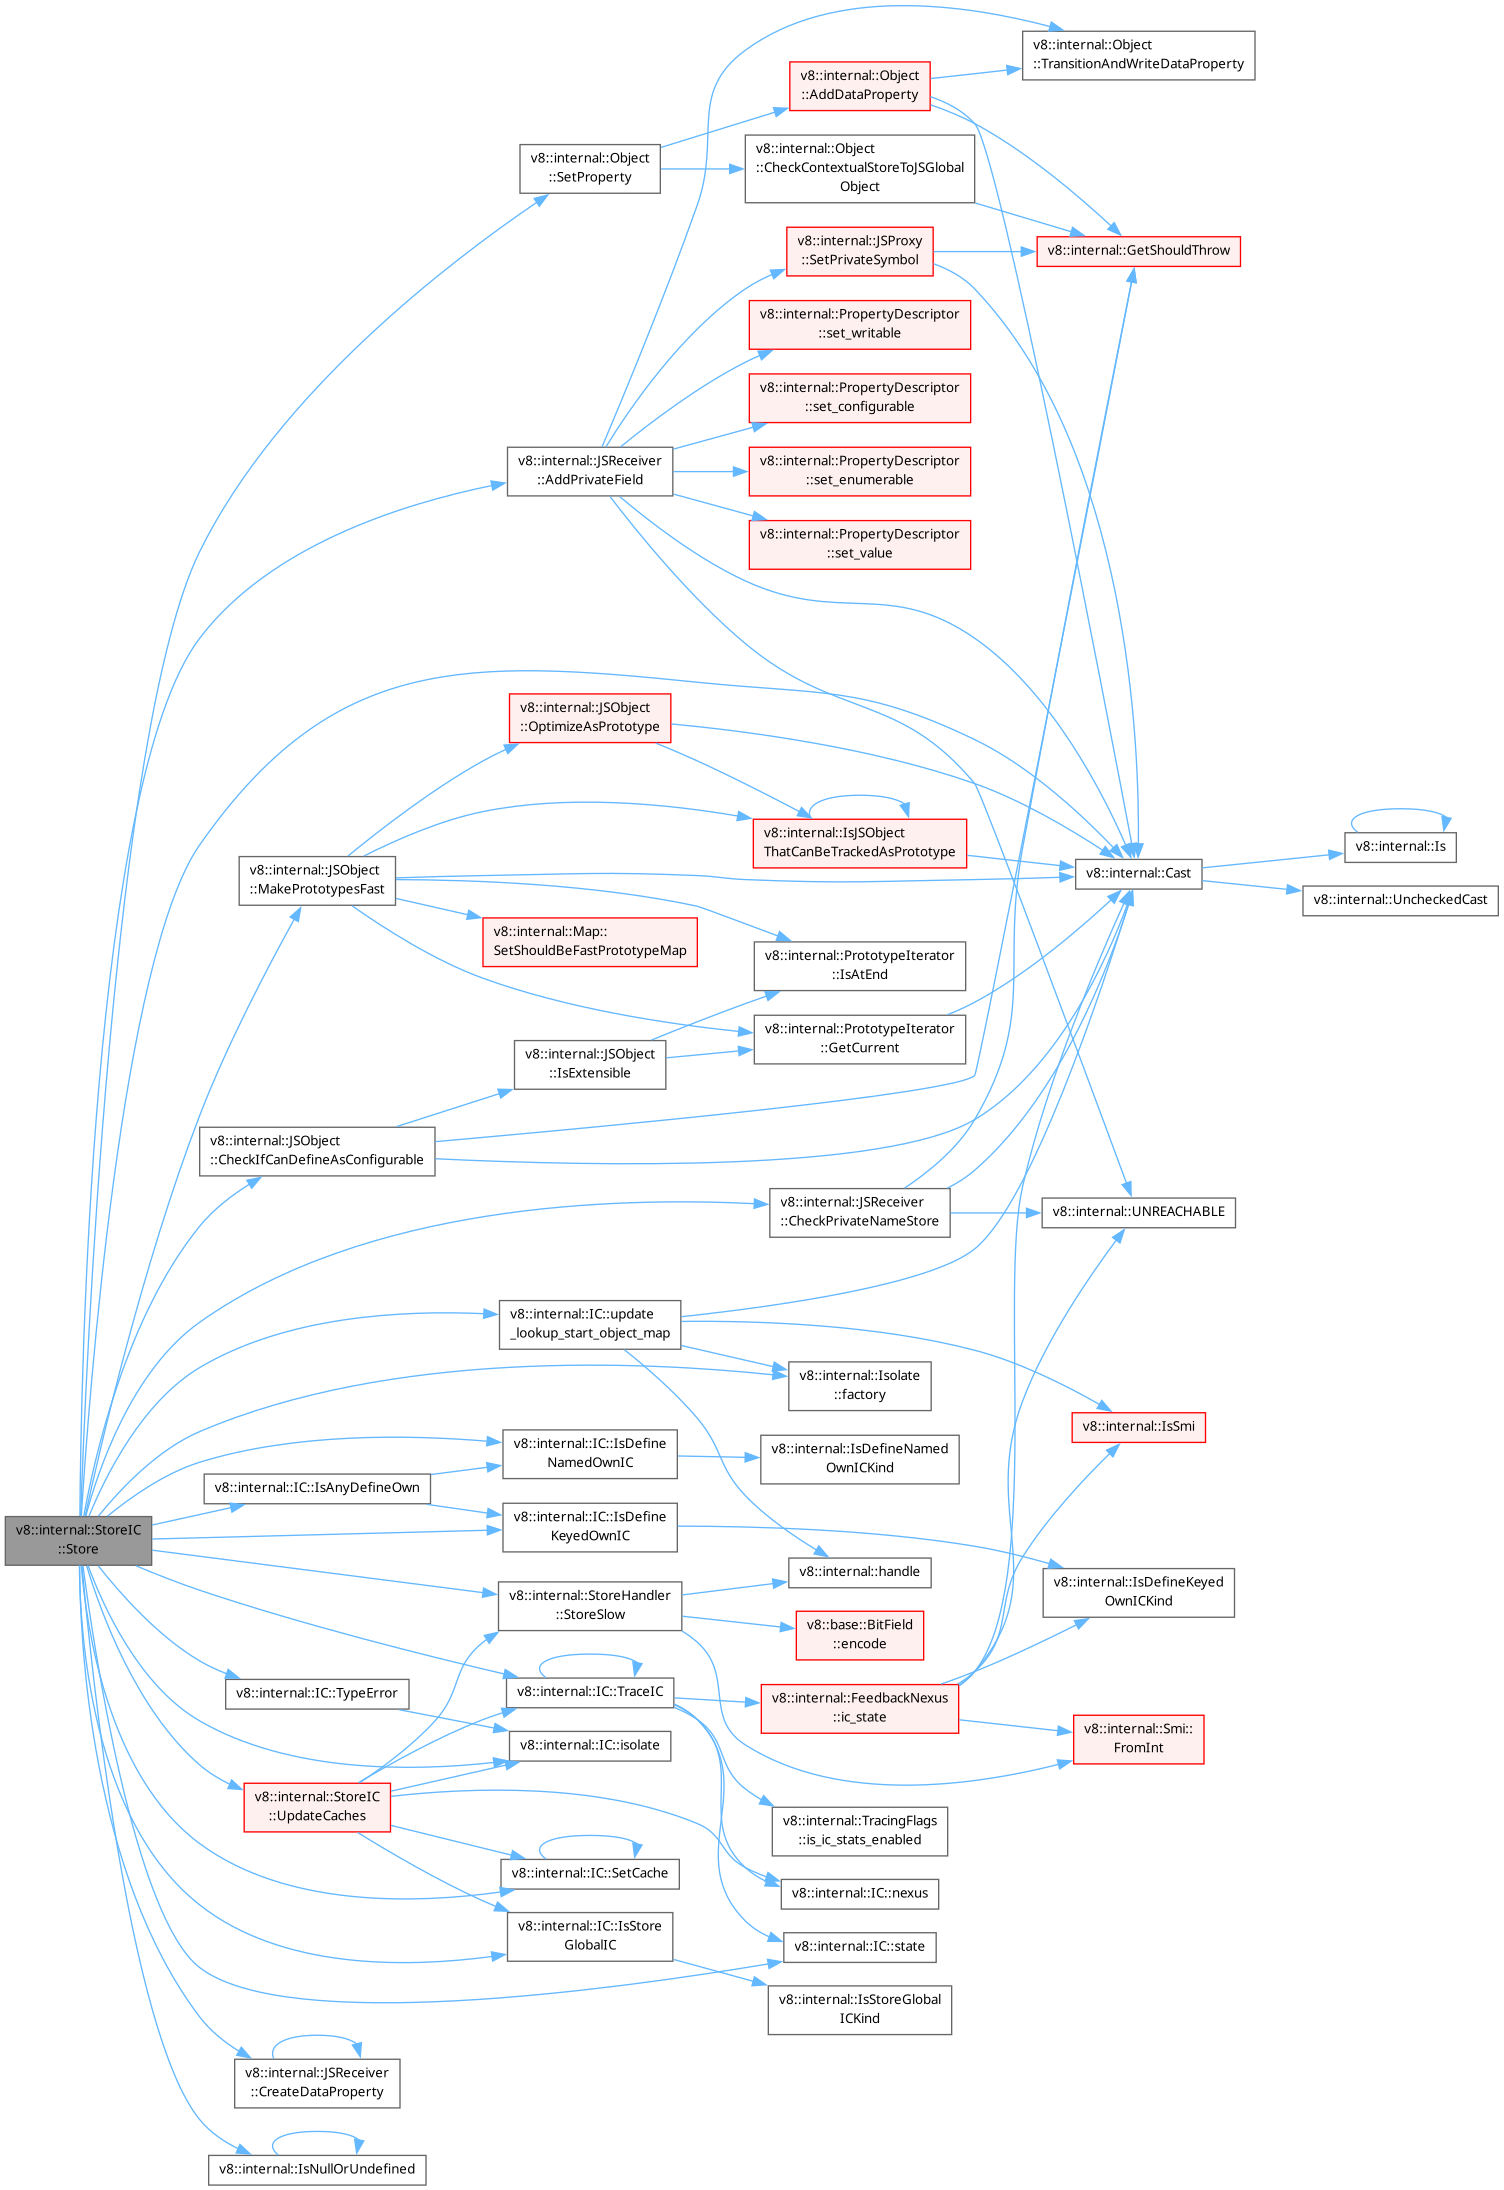 v8::internal::Object
::TransitionAndWriteDataProperty
v8::internal::Object
::AddDataProperty
v8::internal::Object
::SetProperty
v8::internal::Object
::CheckContextualStoreToJSGlobal
Object
v8::internal::JSProxy
::SetPrivateSymbol
v8::internal::GetShouldThrow
v8::internal::PropertyDescriptor
::set_writable
v8::internal::PropertyDescriptor
::set_configurable
v8::internal::JSReceiver
::AddPrivateField
v8::internal::PropertyDescriptor
::set_enumerable
v8::internal::PropertyDescriptor
::set_value
v8::internal::JSObject
::OptimizeAsPrototype
v8::internal::IsJSObject
ThatCanBeTrackedAsPrototype
v8::internal::Is
v8::internal::JSObject
::MakePrototypesFast
v8::internal::Cast
v8::internal::UncheckedCast
v8::internal::Map::
SetShouldBeFastPrototypeMap
v8::internal::PrototypeIterator
::IsAtEnd
v8::internal::PrototypeIterator
::GetCurrent
v8::internal::JSObject
::IsExtensible
v8::internal::JSObject
::CheckIfCanDefineAsConfigurable
v8::internal::JSReceiver
::CheckPrivateNameStore
v8::internal::UNREACHABLE
v8::internal::IC::update
_lookup_start_object_map
v8::internal::Isolate
::factory
v8::internal::IsSmi
v8::internal::IC::IsDefine
NamedOwnIC
v8::internal::IsDefineNamed
OwnICKind
v8::internal::IC::IsAnyDefineOwn
v8::internal::IC::IsDefine
KeyedOwnIC
v8::internal::StoreIC
::Store
v8::internal::handle
v8::internal::IsDefineKeyed
OwnICKind
v8::internal::StoreHandler
::StoreSlow
v8::base::BitField
::encode
v8::internal::IC::TypeError
v8::internal::IC::TraceIC
v8::internal::FeedbackNexus
::ic_state
v8::internal::Smi::
FromInt
v8::internal::IC::isolate
v8::internal::StoreIC
::UpdateCaches
v8::internal::TracingFlags
::is_ic_stats_enabled
v8::internal::IC::SetCache
v8::internal::IC::nexus
v8::internal::IC::IsStore
GlobalIC
v8::internal::IC::state
v8::internal::IsStoreGlobal
ICKind
v8::internal::JSReceiver
::CreateDataProperty
v8::internal::IsNullOrUndefined